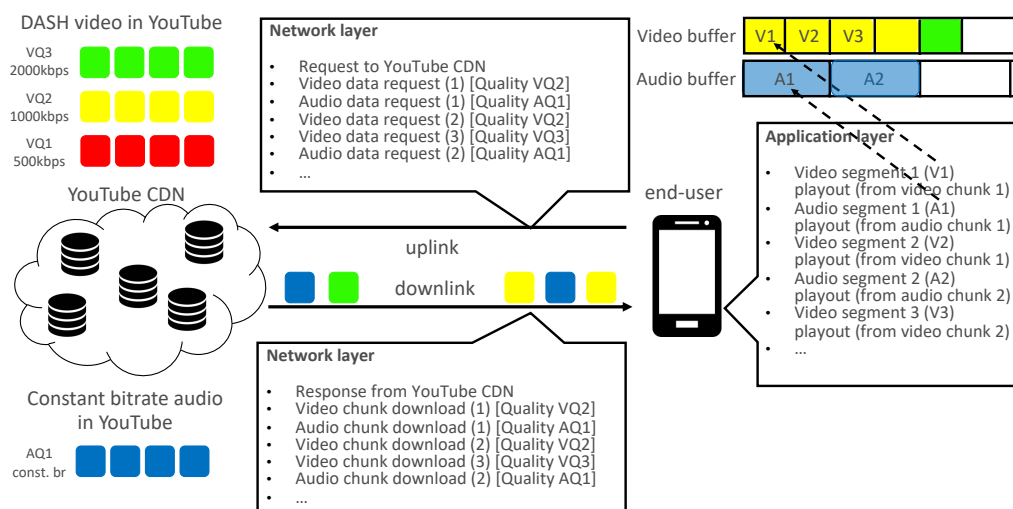 DASH video in YouTube
VQ3
2000kbps
VQ2
1000kbps
VQ1
500kbps
YouTube CDN
Constant bitrate audio
in YouTube
AQ1
const. br
Network layer
• Request to YouTube CDN
• Video data request (1) [Quality VQ2]
• Audio data request (1) [Quality AQ1]
• Video data request (2) [Quality VQ2]
• Video data request (3) [Quality VQ3]
• Audio data request (2) [Quality AQ1]
• ...
uplink
downlink
Network layer
• Response from YouTube CDN
• Video chunk download (1) [Quality VQ2]
• Audio chunk download (1) [Quality AQ1]
• Video chunk download (2) [Quality VQ2]
• Video chunk download (3) [Quality VQ3]
• Audio chunk download (2) [Quality AQ1]
• ...
end-user
Video buffer V1 V2 V3
Audio buffer A1 A2
Application layer
• Video segment 1 (V1)
playout (from video chunk 1)
• Audio segment 1 (A1)
playout (from audio chunk 1)
• Video segment 2 (V2)
playout (from video chunk 1)
• Audio segment 2 (A2)
playout (from audio chunk 2)
• Video segment 3 (V3)
playout (from video chunk 2)
• ...